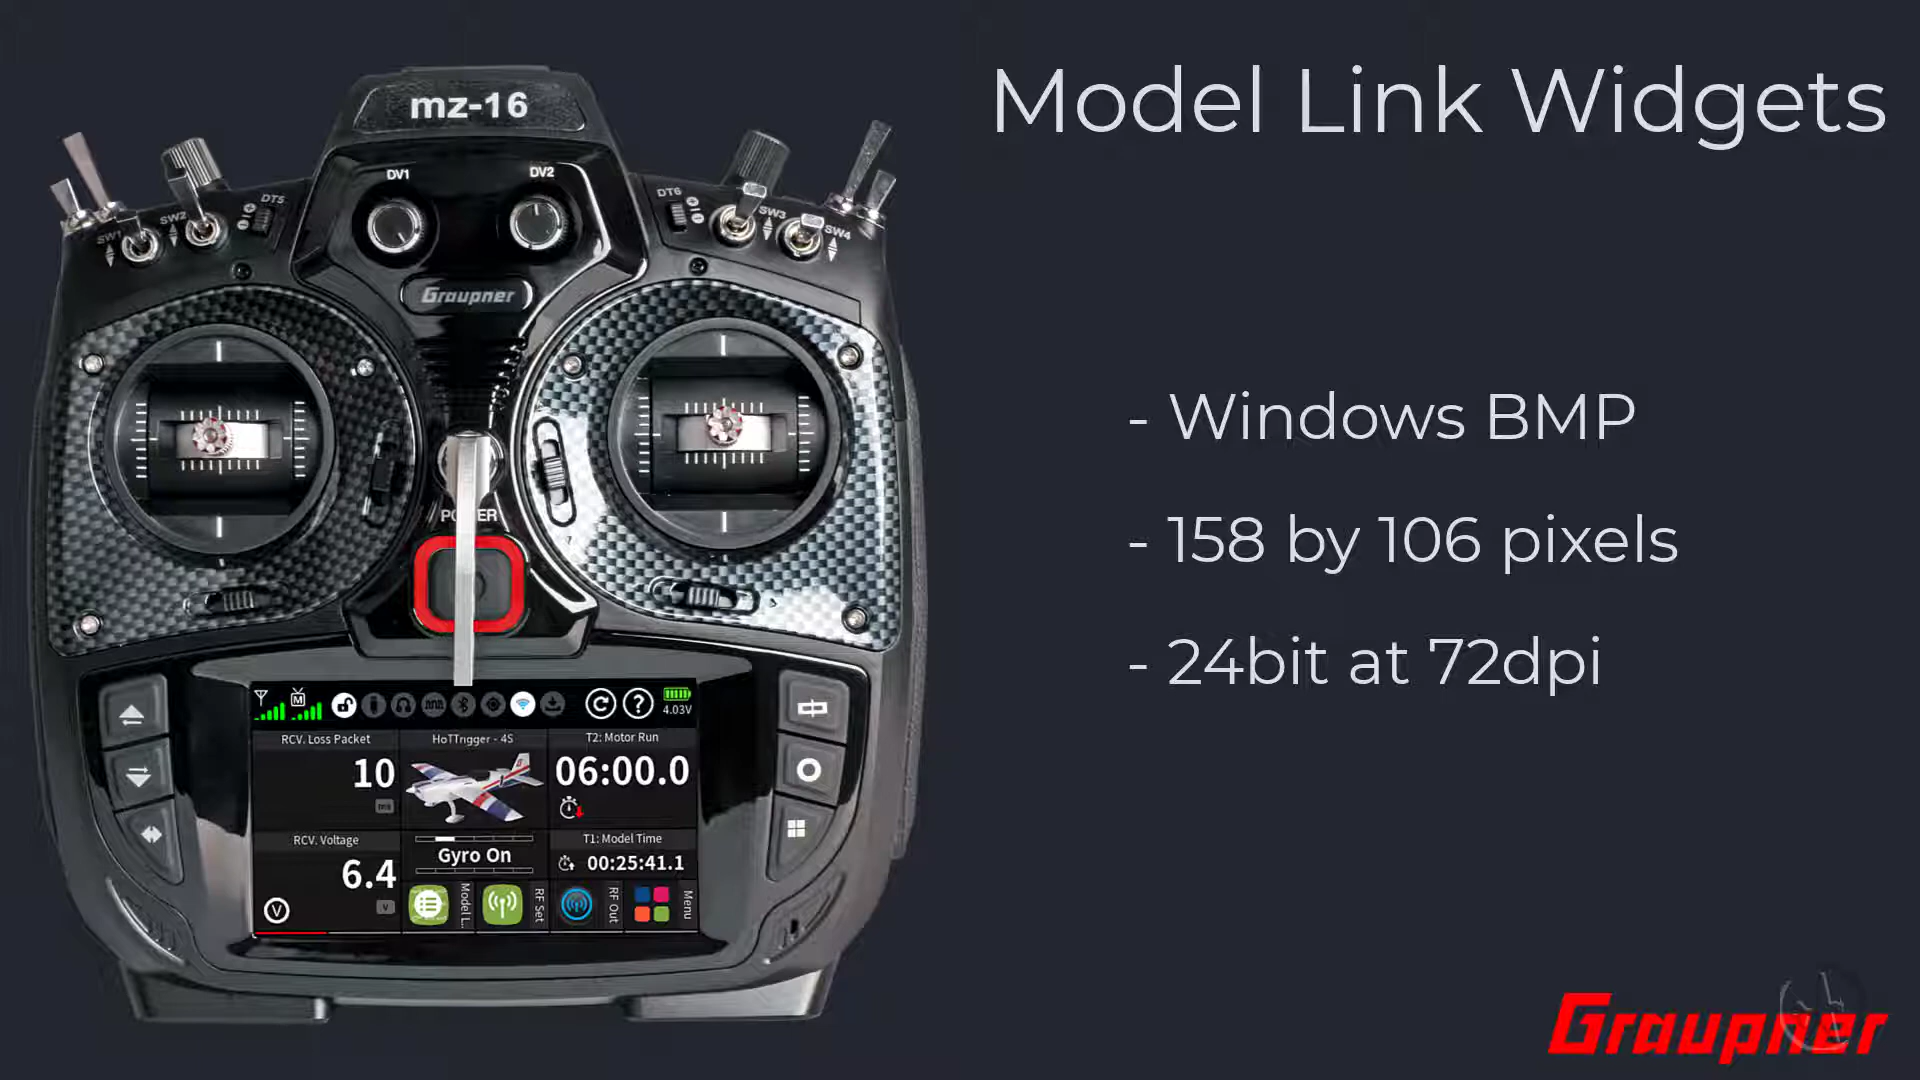 Model Link Widgets
- Windows BMP
- 158 by 106 pixels
- 24bit at 72dpi
mz-16
DV1
DV2
SW1
SW2
DT5
DT6
SW3
SW4
Graupner
M
4.03V
RCV. Loss Packet
HoTTrigger - 4S
T2: Motor Run
10
06:00.0
RCV. Voltage
T1: Model Time
Gyro On
00:25:41.1
6.4
V
V
Model L..
RF Set
RF Out
Menu
Graupner